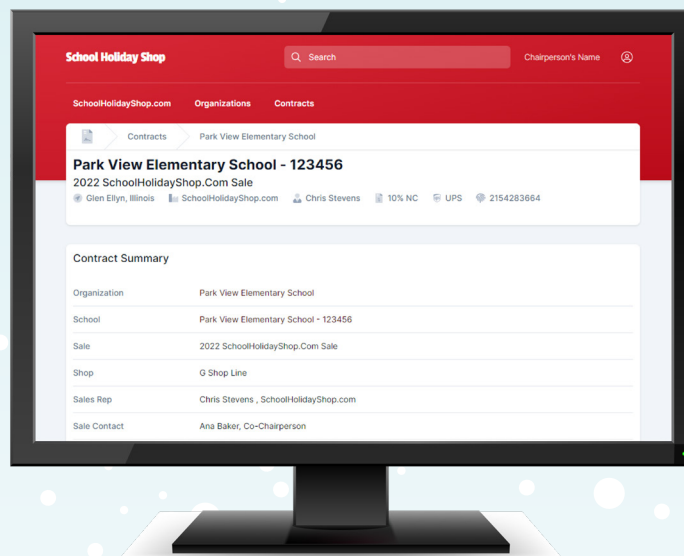 School Holiday Shop
Search
Chairperson's Name
SchoolHolidayShop.com Organizations Contracts
Contracts Park View Elementary School
Park View Elementary School - 123456
2022 SchoolHolidayShop.Com Sale
Glen Ellyn, Illinois SchoolHolidayShop.com Chris Stevens 10% NC UPS 2154283664
Contract Summary
Organization Park View Elementary School
School Park View Elementary School - 123456
Sale 2022 SchoolHolidayShop.Com Sale
Shop G Shop Line
Sales Rep Chris Stevens , SchoolHolidayShop.com
Sale Contact Ana Baker, Co-Chairperson